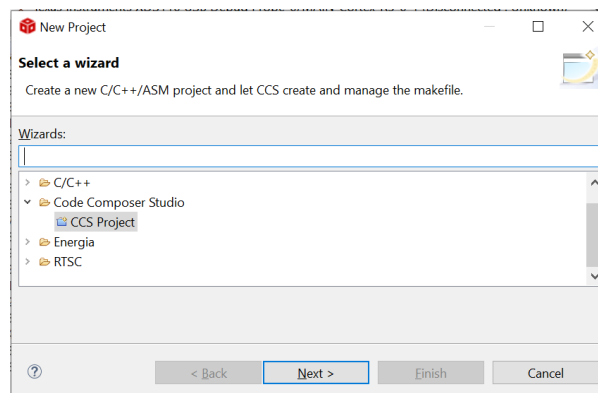 New Project
Select a wizard
Create a new C/C++/ASM project and let CCS create and manage the makefile.
Wizards:
C/C++
Code Composer Studio
CCS Project
Energia
RTSC
< Back Next > Finish Cancel